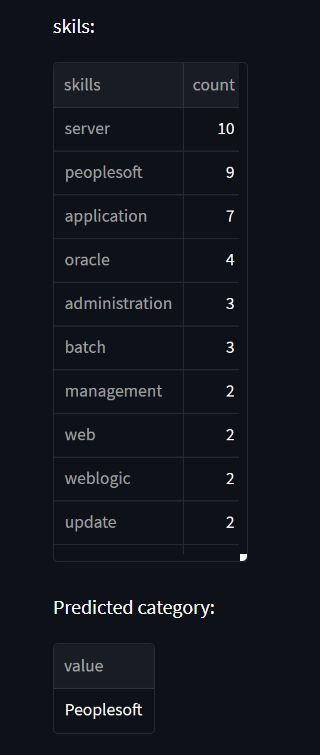 skils:
skills count
server 10
peoplesoft 9
application 7
oracle 4
administration 3
batch 3
management 2
web 2
weblogic 2
update 2
Predicted category:
value
Peoplesoft